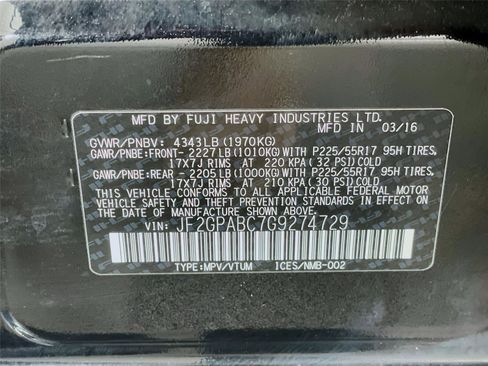 MFD BY FUJI HEAVY INDUSTRIES LTD.
MFD IN 03/16
GVWR/PNBV: 4343LB(1970KG)
GAWR/PNBE:FRONT- 2227LB(1010KG)WITH P225/55R17 95H TIRES,
17X7J RIMS AT 220 KPA(32 PSI)COLD
GAWR/PNBE:REAR - 2205LB(1000KG)WITH P225/55R17 95H TIRES,
17X7J RIMS AT 210 KPA(30 PSI)COLD
THIS VEHICLE CONFORMS TO ALL APPLICABLE FEDERAL MOTOR VEHICLE
SAFETY AND THEFT PREVENTION STANDARDS IN EFFECT ON THE
DATE OF MANUFACTURE SHOWN ABOVE.
VIN: JF2GPABC7G9274729
TYPE:MPV/VTUM ICES/NMB-002